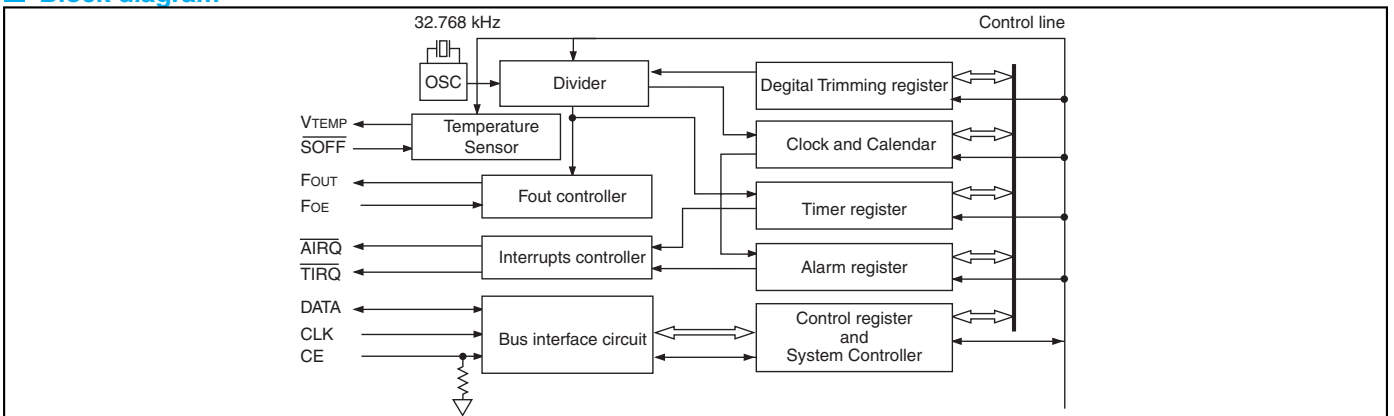 Block diagram
32.768 kHz
Control line
OSC
Divider
Degital Trimming register
VTEMP
SOFF
Temperature
Sensor
Clock and Calendar
FOUT
FOE
Fout controller
Timer register
AIRQ
TIRQ
Interrupts controller
Alarm register
DATA
CLK
CE
Bus interface circuit
Control register
and
System Controller